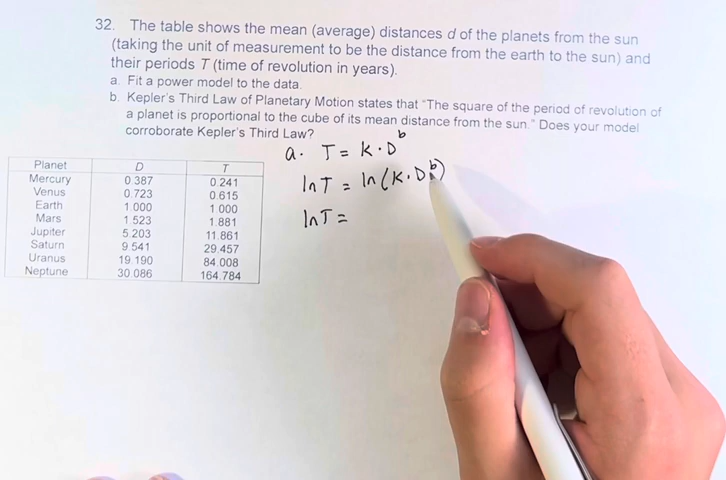 32. The table shows the mean (average) distances d of the planets from the sun
(taking the unit of measurement to be the distance from the earth to the sun) and
their periods T (time of revolution in years).
a. Fit a power model to the data.
b. Kepler's Third Law of Planetary Motion states that "The square of the period of revolution of
a planet is proportional to the cube of its mean distance from the sun." Does your model
corroborate Kepler's Third Law?
a. T = K · D^b
ln T = ln (K · D^b)
ln T =
Planet D T
Mercury 0.387 0.241
Venus 0.723 0.615
Earth 1.000 1.000
Mars 1.523 1.881
Jupiter 5.203 11.861
Saturn 9.541 29.457
Uranus 19.190 84.008
Neptune 30.086 164.784